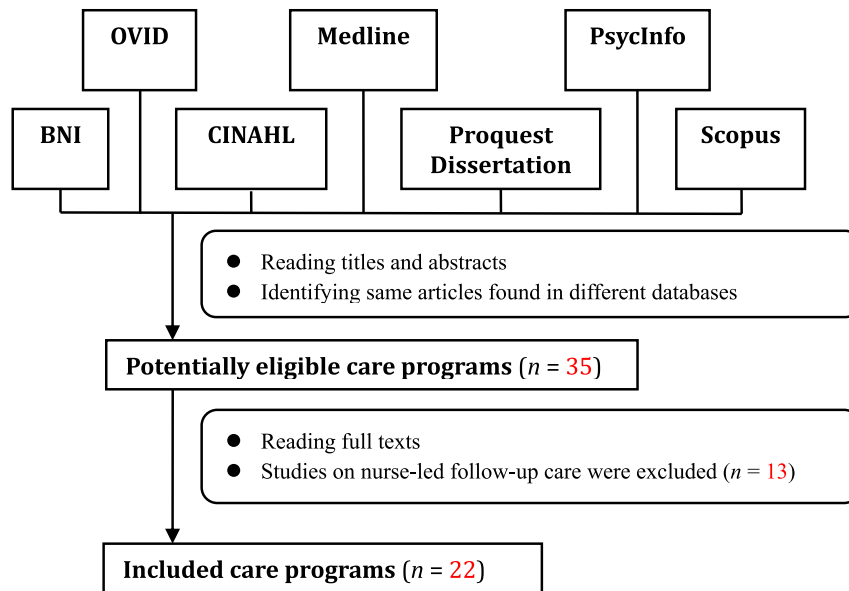 OVID
Medline
PsycInfo
BNI
CINAHL
Proquest
Dissertation
Scopus
● Reading titles and abstracts
● Identifying same articles found in different databases
Potentially eligible care programs (n = 35)
● Reading full texts
● Studies on nurse-led follow-up care were excluded (n = 13)
Included care programs (n = 22)